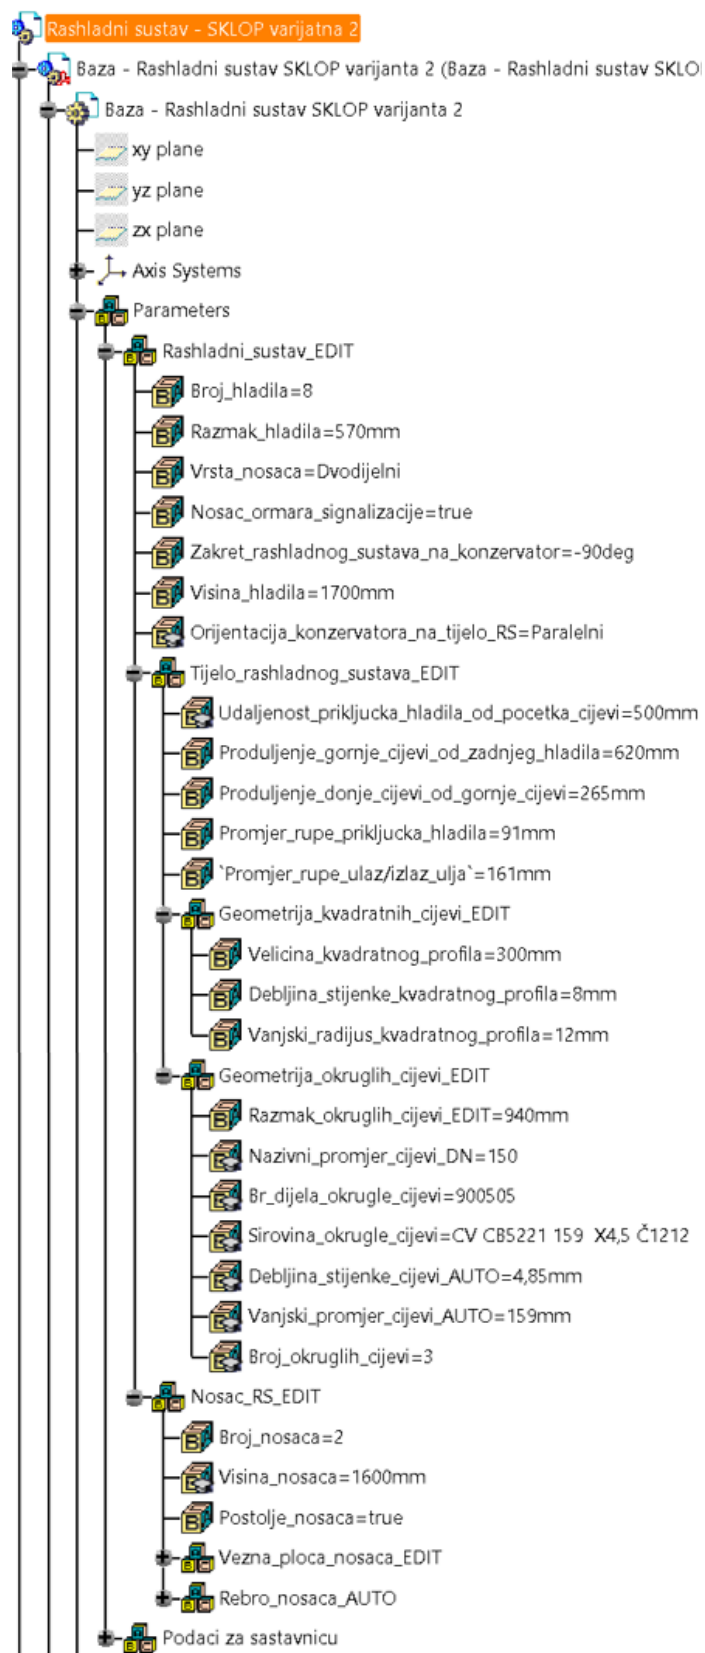 Rashladni sustav - SKLOP varijatna 2
Baza - Rashladni sustav SKLOP varijanta 2 (Baza - Rashladni sustav SKLO
Baza - Rashladni sustav SKLOP varijanta 2
xy plane
yz plane
zx plane
Axis Systems
Parameters
Rashladni_sustav_EDIT
Broj_hladila=8
Razmak_hladila=570mm
Vrsta_nosaca=Dvodijelni
Nosac_ormara_signalizacije=true
Zakret_rashladnog_sustava_na_konzervator=-90deg
Visina_hladila=1700mm
Orijentacija_konzervatora_na_tijelo_RS=Paralelni
Tijelo_rashladnog_sustava_EDIT
Udaljenost_prikljucka_hladila_od_pocetka_cijevi=500mm
Produljenje_gornje_cijevi_od_zadnjeg_hladila=620mm
Produljenje_donje_cijevi_od_gornje_cijevi=265mm
Promjer_rupe_prikljucka_hladila=91mm
`Promjer_rupe_ulaz/izlaz_ulja`=161mm
Geometrija_kvadratnih_cijevi_EDIT
Velicina_kvadratnog_profila=300mm
Debljina_stijenke_kvadratnog_profila=8mm
Vanjski_radijus_kvadratnog_profila=12mm
Geometrija_okruglih_cijevi_EDIT
Razmak_okruglih_cijevi_EDIT=940mm
Nazivni_promjer_cijevi_DN=150
Br_dijela_okrugle_cijevi=900505
Sirovina_okrugle_cijevi=CV CB5221 159  X4,5 Č1212
Debljina_stijenke_cijevi_AUTO=4,85mm
Vanjski_promjer_cijevi_AUTO=159mm
Broj_okruglih_cijevi=3
Nosac_RS_EDIT
Broj_nosaca=2
Visina_nosaca=1600mm
Postolje_nosaca=true
Vezna_ploca_nosaca_EDIT
Rebro_nosaca_AUTO
Podaci za sastavnicu